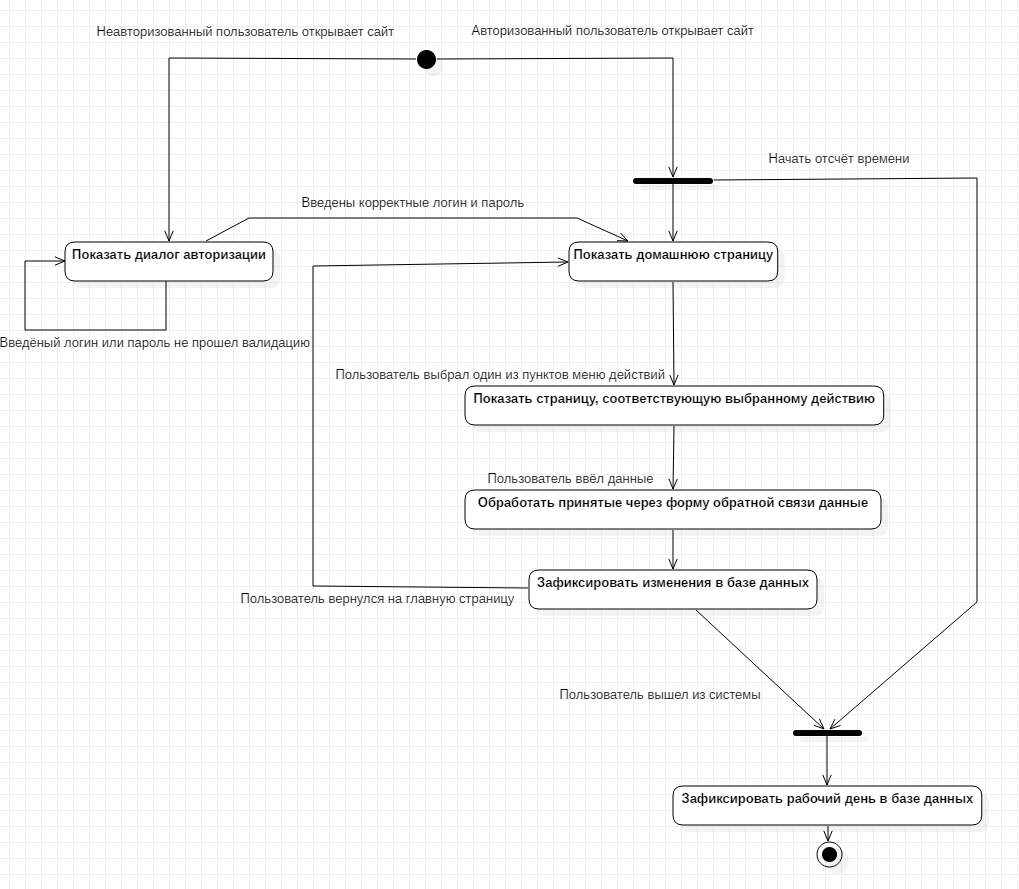 Неавторизованный пользователь открывает сайт
Авторизованный пользователь открывает сайт
Начать отсчёт времени
Введены корректные логин и пароль
Показать диалог авторизации
Показать домашнюю страницу
Введёный логин или пароль не прошел валидацию
Пользователь выбрал один из пунктов меню действий
Показать страницу, соответствующую выбранному действию
Пользователь ввёл данные
Обработать принятые через форму обратной связи данные
Зафиксировать изменения в базе данных
Пользователь вернулся на главную страницу
Пользователь вышел из системы
Зафиксировать рабочий день в базе данных